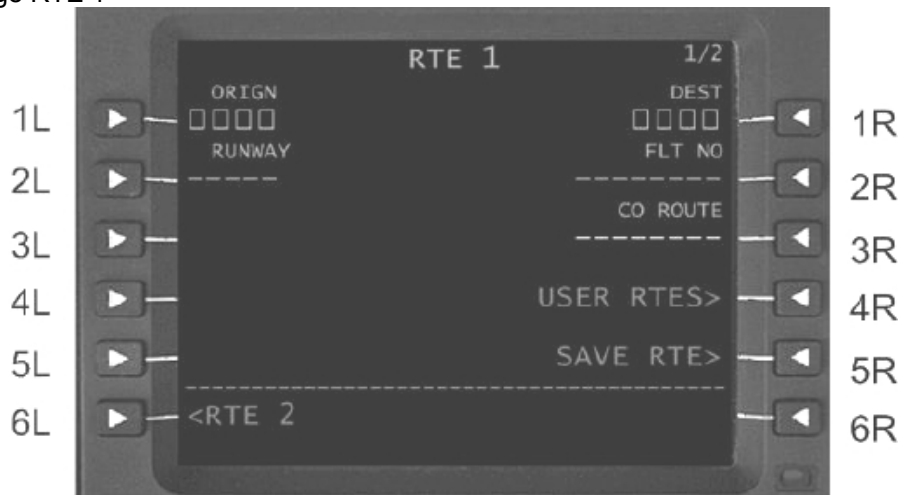 RTE 1 1/2
ORIGN DEST
1L □□□□ □□□□ 1R
RUNWAY FLT NO
2L ----- -------- 2R
CO ROUTE
3L -------- 3R
4L USER RTES> 4R
5L SAVE RTE> 5R
6L <RTE 2 6R